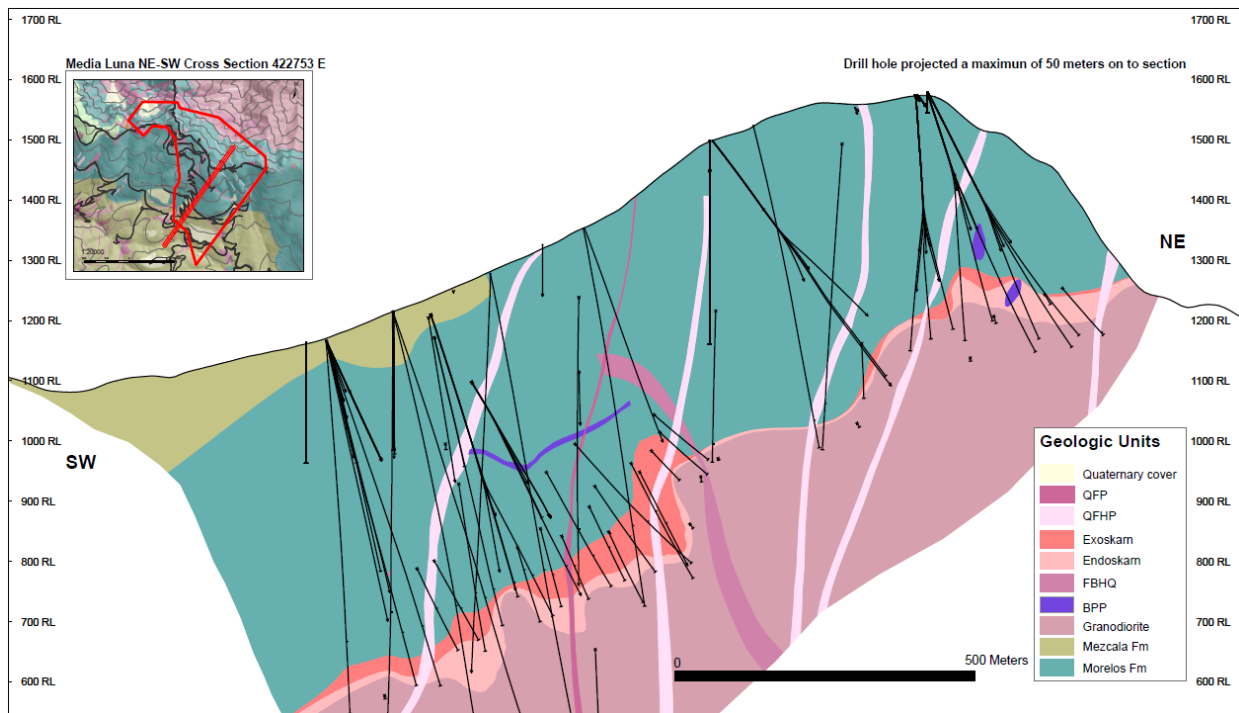 1700 RL
1700 RL
Media Luna NE-SW Cross Section 422753 E
Drill hole projected a maximun of 50 meters on to section
1600 RL
1600 RL
1500 RL
1500 RL
1400 RL
1400 RL
1:20000
NE
1300 RL
1300 RL
1200 RL
1200 RL
1100 RL
1100 RL
1000 RL
1000 RL
SW
900 RL
900 RL
800 RL
800 RL
700 RL
700 RL
600 RL
600 RL
Geologic Units
Quaternary cover
QFP
QFHP
Exoskarn
Endoskarn
FBHQ
BPP
Granodiorite
Mezcala Fm
Morelos Fm
0
500 Meters